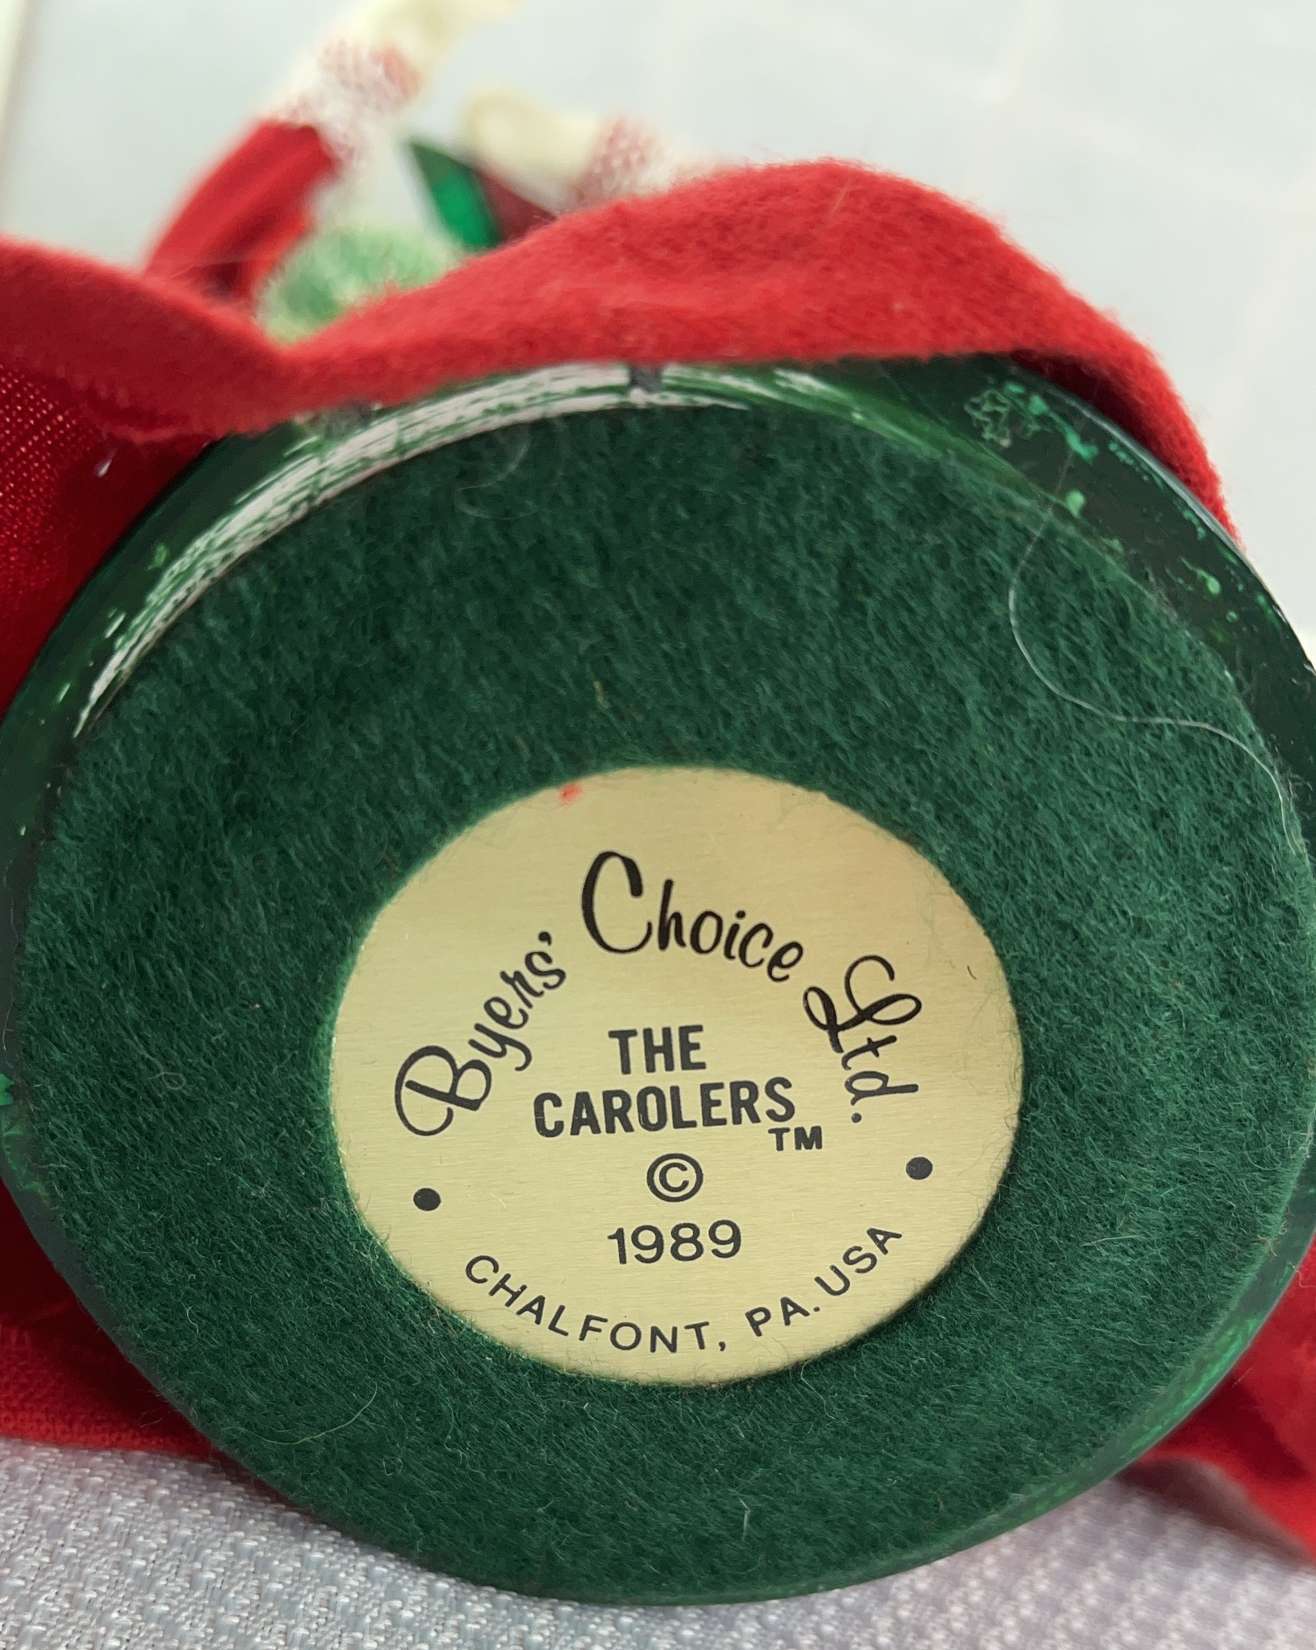 Byers' Choice Ltd.
THE
CAROLERS
TM
©
1989
• CHALFONT, PA. USA •